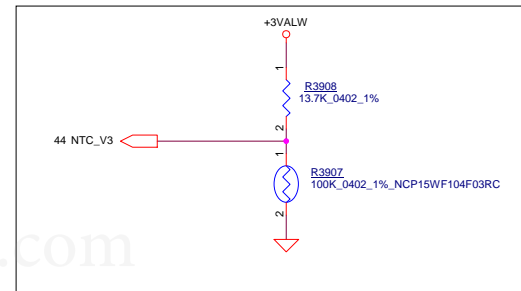 +3VALW
1
R3908
13.7K_0402_1%
2
44 NTC_V3
1
R3907
100K_0402_1%_NCP15WF104F03RC
2
s.com